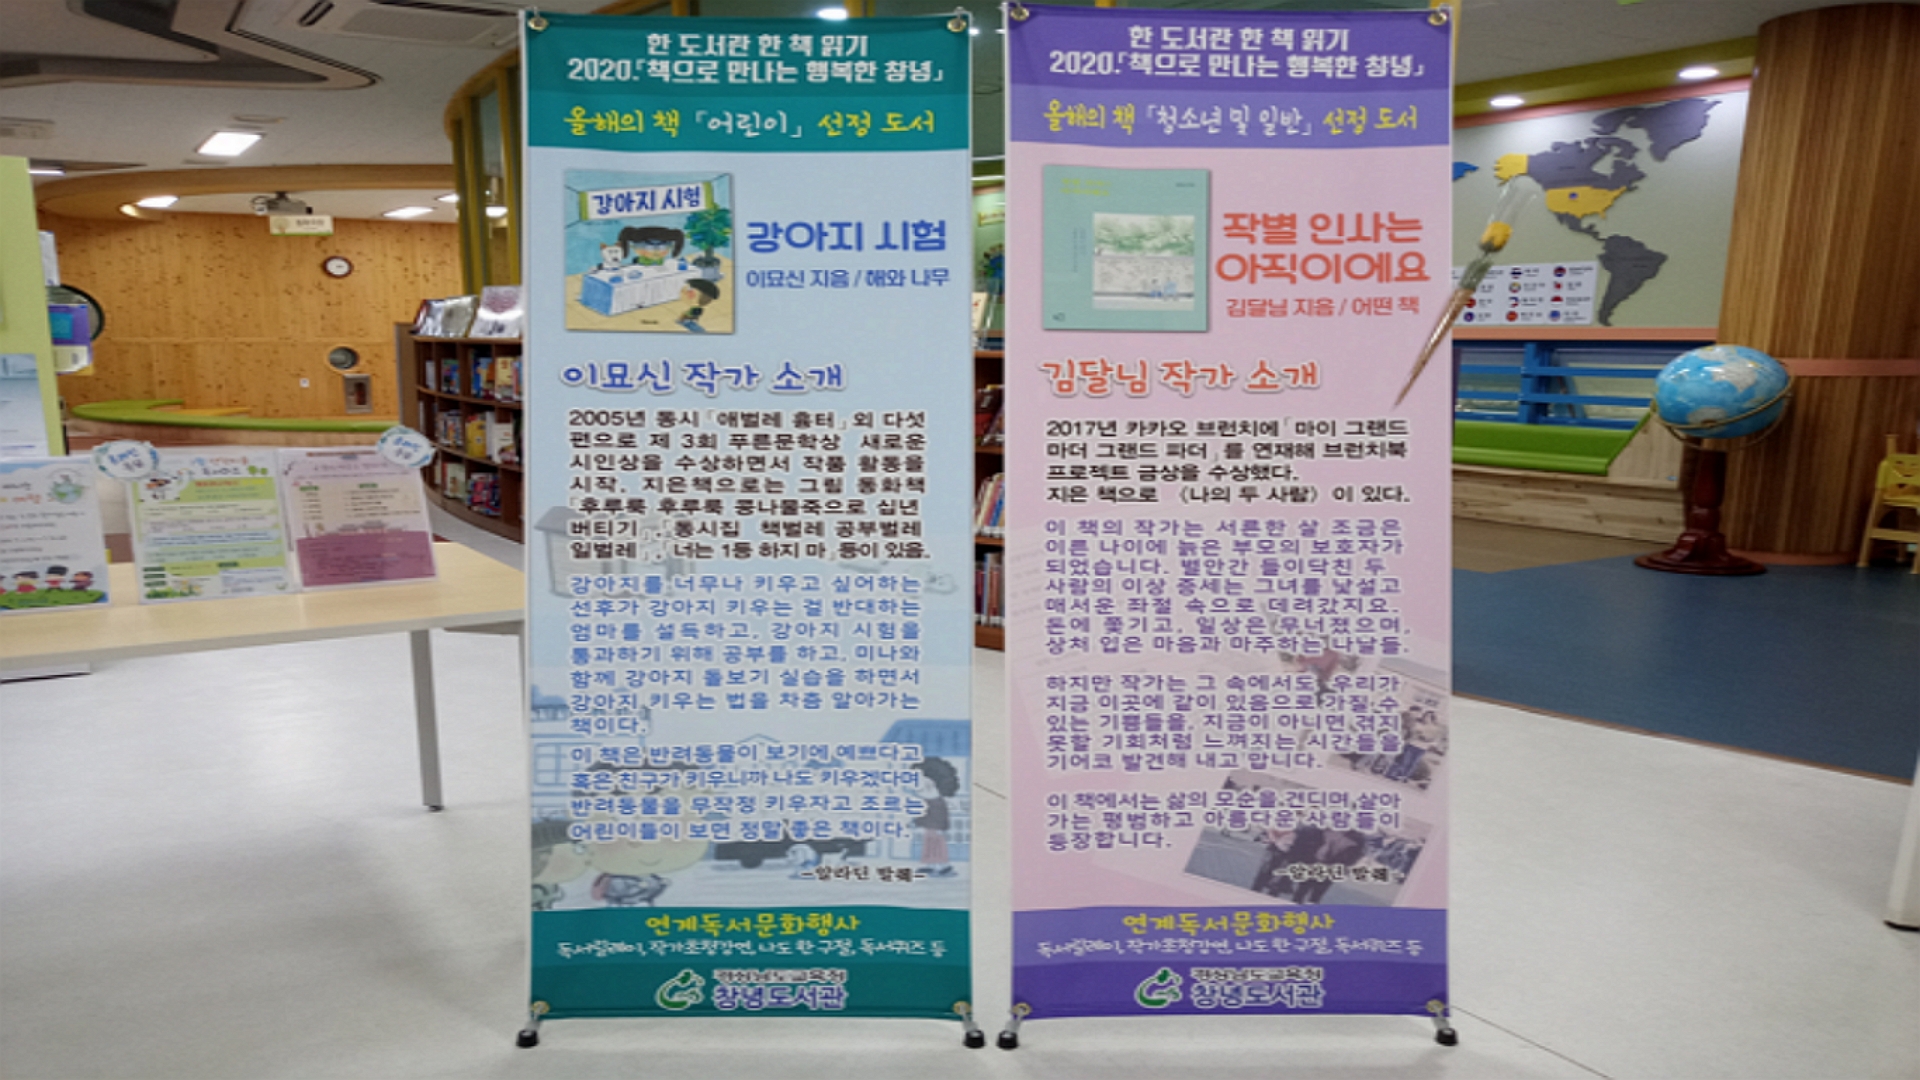 한 도서관 한 책 읽기
2020.「책으로 만나는 행복한 창녕」
올해의 책 「어린이」 선정 도서
강아지 시험
강아지 시험
이묘신 지음 / 해와 나무
이묘신 작가 소개
2005년 동시「애벌레 흉터」외 다섯
편으로 제 3회 푸른문학상 새로운
시인상을 수상하면서 작품 활동을
시작. 지은책으로는 그림 동화책
「후루룩 후루룩 콩나물죽으로 십년
버티기」,「동시집 책벌레 공부벌레
일벌레」,「너는 1등 하지 마」등이 있음.
강아지를 너무나 키우고 싶어하는
선후가 강아지 키우는 걸 반대하는
엄마를 설득하고, 강아지 시험을
통과하기 위해 공부를 하고, 미나와
함께 강아지 돌보기 실습을 하면서
강아지 키우는 법을 차츰 알아가는
책이다.
이 책은 반려동물이 보기에 예쁘다고
혹은 친구가 키우니까 나도 키우겠다며
반려동물을 무작정 키우자고 조르는
어린이들이 보면 정말 좋은 책이다.
-알라딘 발췌-
연계독서문화행사
독서릴레이, 작가초청강연, 나도 한 구절, 독서퀴즈 등
경상남도교육청
창녕도서관
한 도서관 한 책 읽기
2020.「책으로 만나는 행복한 창녕」
올해의 책 「청소년 및 일반」 선정 도서
작별 인사는
아직이에요
김달님 지음 / 어떤 책
김달님 작가 소개
2017년 카카오 브런치에「마이 그랜드
마더 그랜드 파더」를 연재해 브런치북
프로젝트 금상을 수상했다.
지은 책으로 〈나의 두 사람〉이 있다.
이 책의 작가는 서른한 살 조금은
이른 나이에 늙은 부모의 보호자가
되었습니다. 별안간 들이닥친 두
사람의 이상 증세는 그녀를 낯설고
매서운 좌절 속으로 데려갔지요.
돈에 쫓기고, 일상은 무너졌으며,
상처 입은 마음과 마주하는 나날들.
하지만 작가는 그 속에서도, 우리가
지금 이곳에 같이 있음으로 가질 수
있는 기쁨들을, 지금이 아니면 겪지
못할 기회처럼 느껴지는 시간들을
기어코 발견해 내고 맙니다.
이 책에서는 삶의 모순을 견디며 살아
가는 평범하고 아름다운 사람들이
등장합니다.
-알라딘 발췌-
연계독서문화행사
독서릴레이, 작가초청강연, 나도 한 구절, 독서퀴즈 등
경상남도교육청
창녕도서관